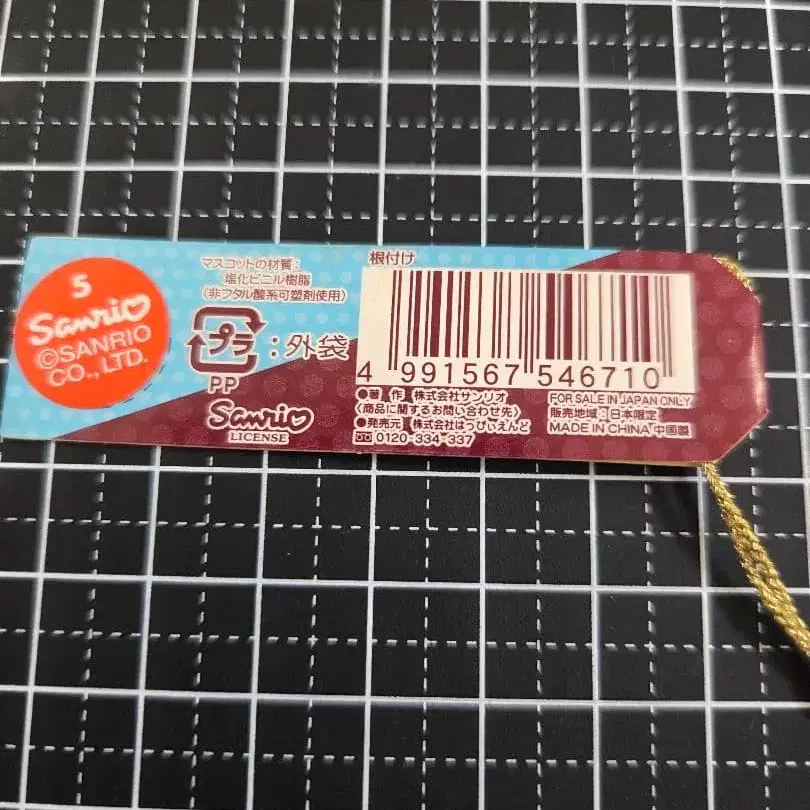 5
Sanrio
©SANRIO
CO., LTD.
マスコットの材質:
塩化ビニル樹脂
(非フタル酸系可塑剤使用)
プラ:外袋
PP
Sanrio
LICENSE
根付け
4 991567 546710
●著 作 株式会社サンリオ
〈商品に関するお問い合わせ先〉
●発売元 株式会社はっぴぃえんど
0120-334-337
FOR SALE IN JAPAN ONLY
販売地域:日本限定
MADE IN CHINA 中国製